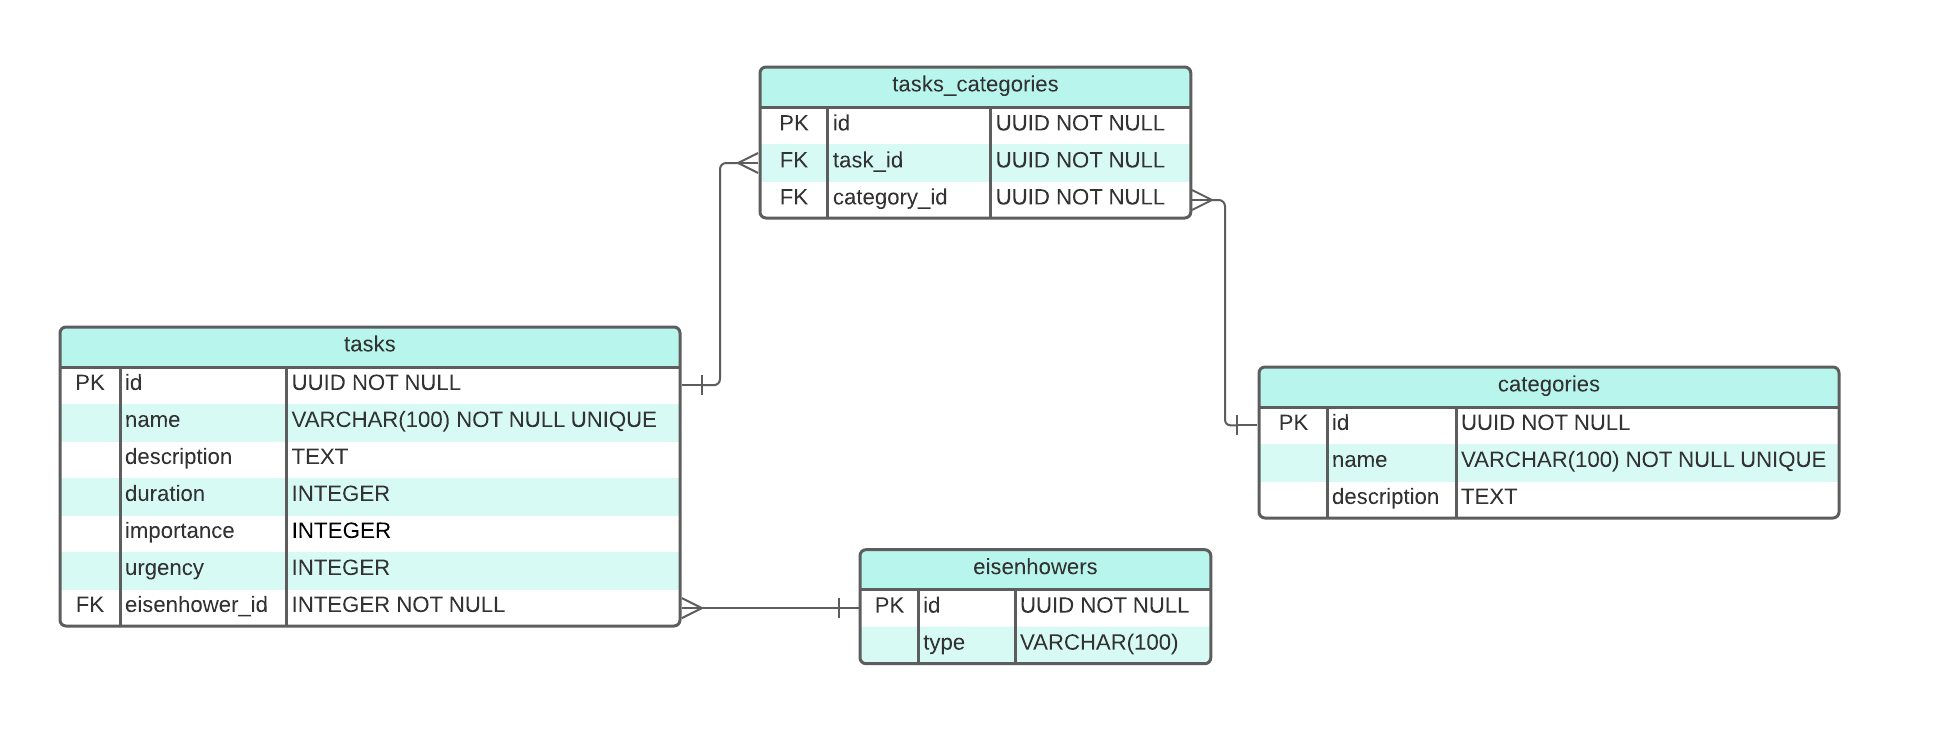 tasks_categories
PK id UUID NOT NULL
FK task_id UUID NOT NULL
FK category_id UUID NOT NULL
tasks
PK id UUID NOT NULL
name VARCHAR(100) NOT NULL UNIQUE
description TEXT
duration INTEGER
importance INTEGER
urgency INTEGER
FK eisenhower_id INTEGER NOT NULL
categories
PK id UUID NOT NULL
name VARCHAR(100) NOT NULL UNIQUE
description TEXT
eisenhowers
PK id UUID NOT NULL
type VARCHAR(100)